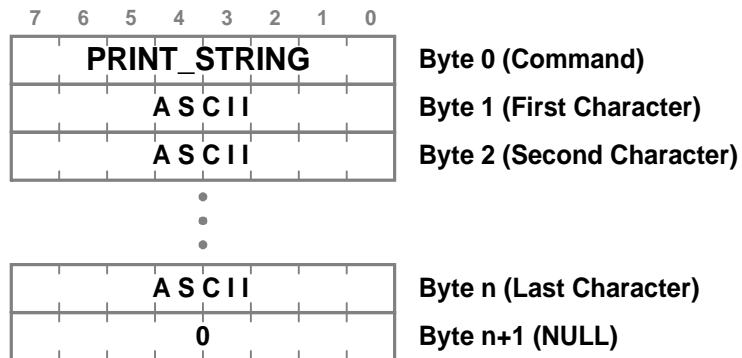 7 6 5 4 3 2 1 0
PRINT_STRING Byte 0 (Command)
ASCII Byte 1 (First Character)
ASCII Byte 2 (Second Character)
ASCII Byte n (Last Character)
0 Byte n+1 (NULL)